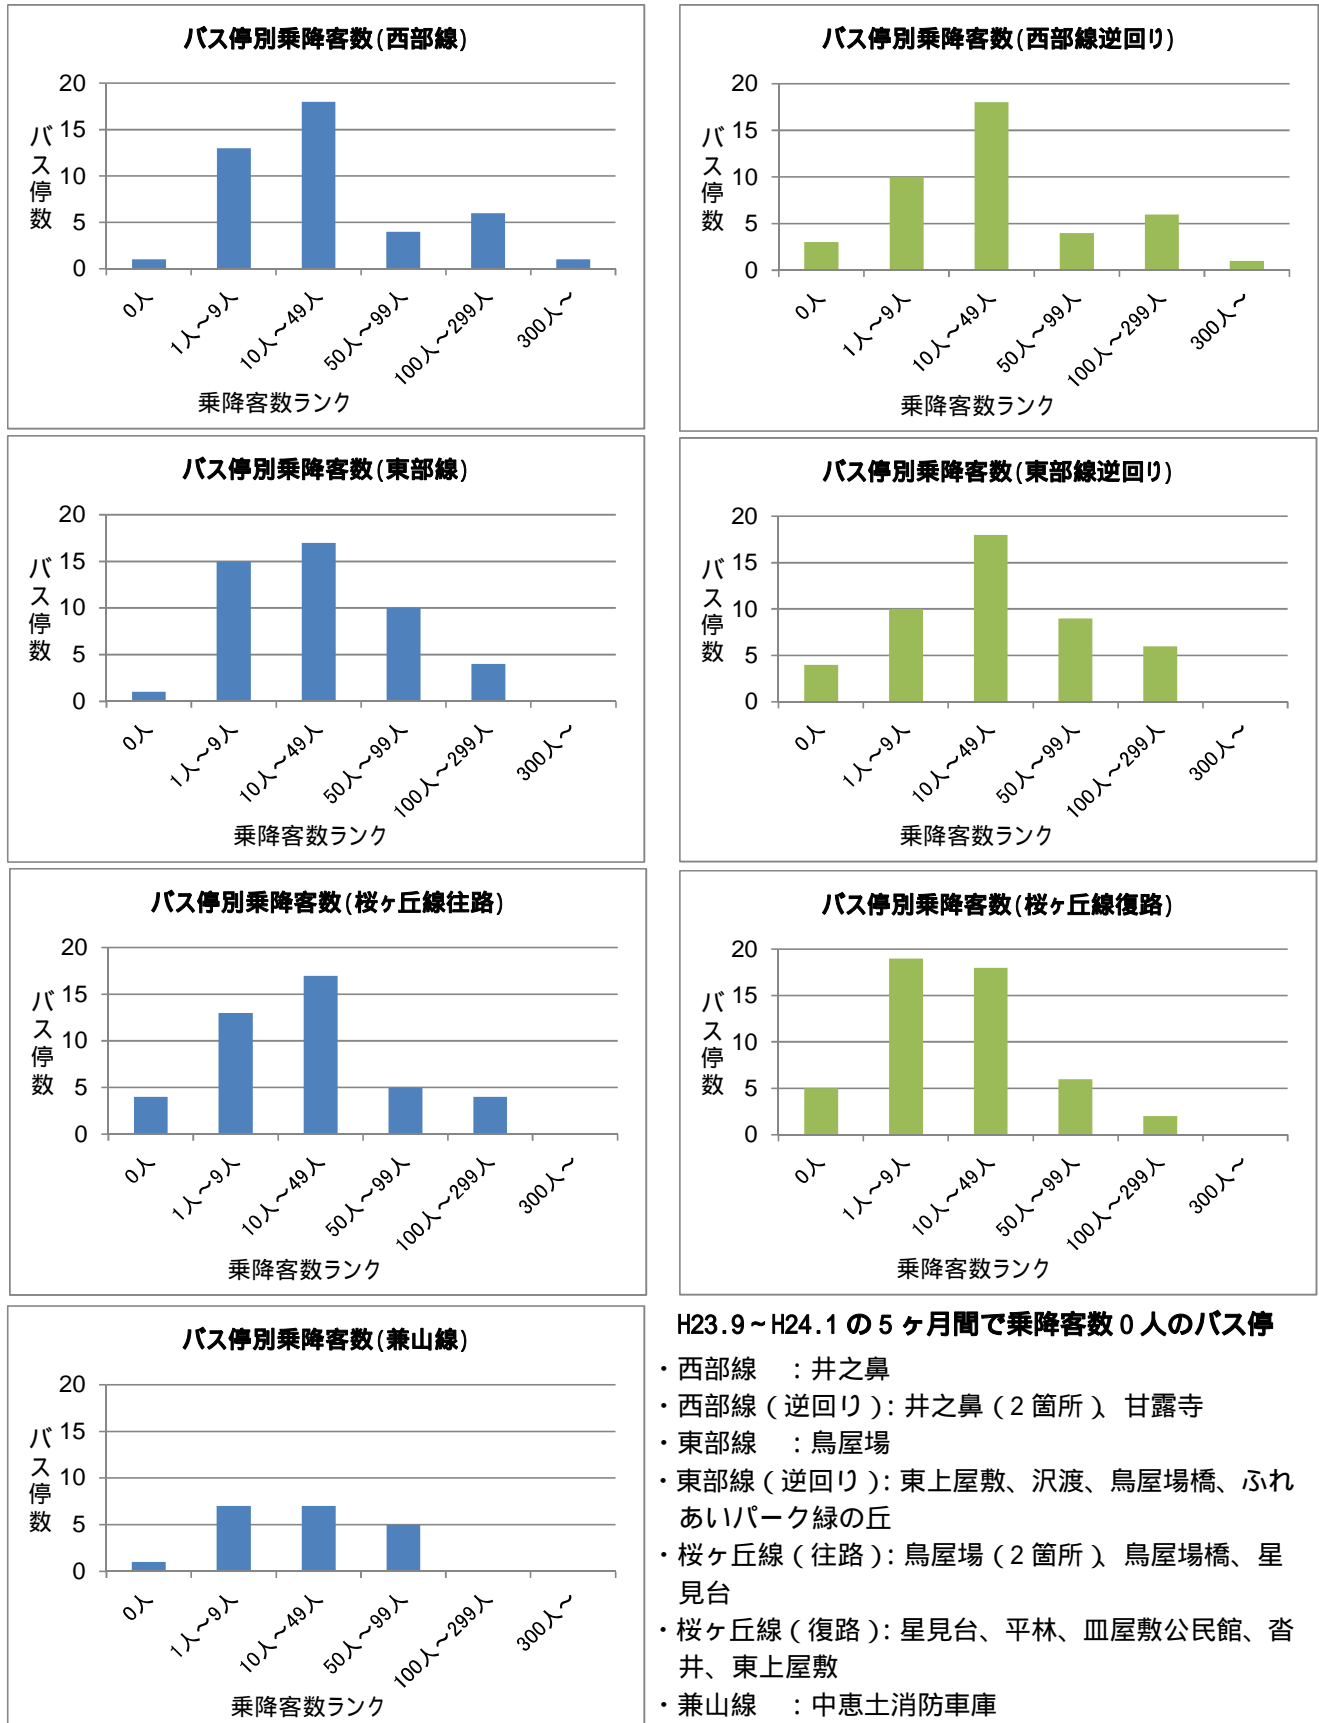 バス停別乗降客数(西部線)
20
15
10
5
0
バス停数
0人
1人～9人
10人～49人
50人～99人
100人～299人
300人～
乗降客数ランク
バス停別乗降客数(西部線逆回り)
20
15
10
5
0
バス停数
0人
1人～9人
10人～49人
50人～99人
100人～299人
300人～
乗降客数ランク
バス停別乗降客数(東部線)
20
15
10
5
0
バス停数
0人
1人～9人
10人～49人
50人～99人
100人～299人
300人～
乗降客数ランク
バス停別乗降客数(東部線逆回り)
20
15
10
5
0
バス停数
0人
1人～9人
10人～49人
50人～99人
100人～299人
300人～
乗降客数ランク
バス停別乗降客数(桜ヶ丘線往路)
20
15
10
5
0
バス停数
0人
1人～9人
10人～49人
50人～99人
100人～299人
300人～
乗降客数ランク
バス停別乗降客数(桜ヶ丘線復路)
20
15
10
5
0
バス停数
0人
1人～9人
10人～49人
50人～99人
100人～299人
300人～
乗降客数ランク
バス停別乗降客数(兼山線)
20
15
10
5
0
バス停数
0人
1人～9人
10人～49人
50人～99人
100人～299人
300人～
乗降客数ランク
H23.9～H24.1の5ヶ月間で乗降客数0人のバス停
・西部線　：井之鼻
・西部線（逆回り）：井之鼻（2箇所）、甘露寺
・東部線　：鳥屋場
・東部線（逆回り）：東上屋敷、沢渡、鳥屋場橋、ふれ
あいパーク緑の丘
・桜ヶ丘線（往路）：鳥屋場（2箇所）、鳥屋場橋、星
見台
・桜ヶ丘線（復路）：星見台、平林、皿屋敷公民館、沓
井、東上屋敷
・兼山線　：中恵土消防車庫